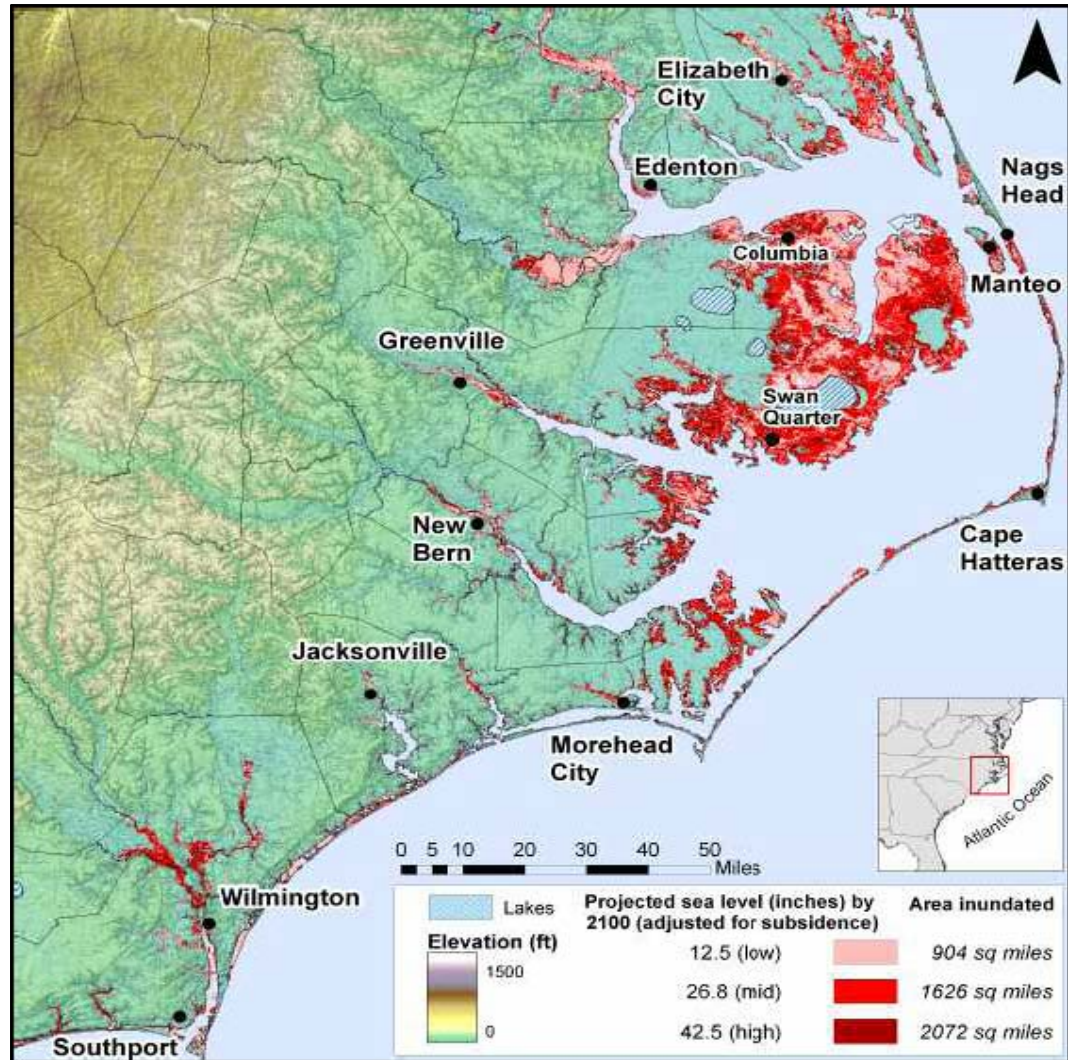 Elizabeth
City
Edenton
Nags
Head
Columbia
Manteo
Greenville
Swan
Quarter
New
Bern
Cape
Hatteras
Jacksonville
Morehead
City
Atlantic Ocean
0 5 10 20 30 40 50
Miles
Wilmington
Southport
Lakes
Elevation (ft)
1500
0
Projected sea level (inches) by
2100 (adjusted for subsidence)
Area inundated
12.5 (low) 904 sq miles
26.8 (mid) 1626 sq miles
42.5 (high) 2072 sq miles